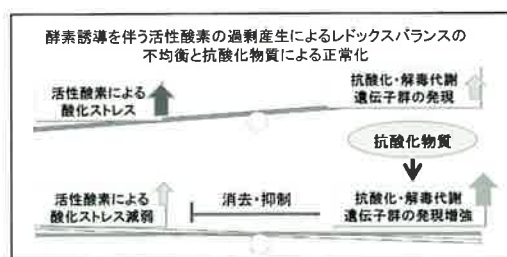 酵素誘導を伴う活性酸素の過剰産生によるレドックスバランスの
不均衡と抗酸化物質による正常化
活性酸素による
酸化ストレス
抗酸化・解毒代謝
遺伝子群の発現
抗酸化物質
活性酸素による
酸化ストレス減弱
消去・抑制
抗酸化・解毒代謝
遺伝子群の発現増強